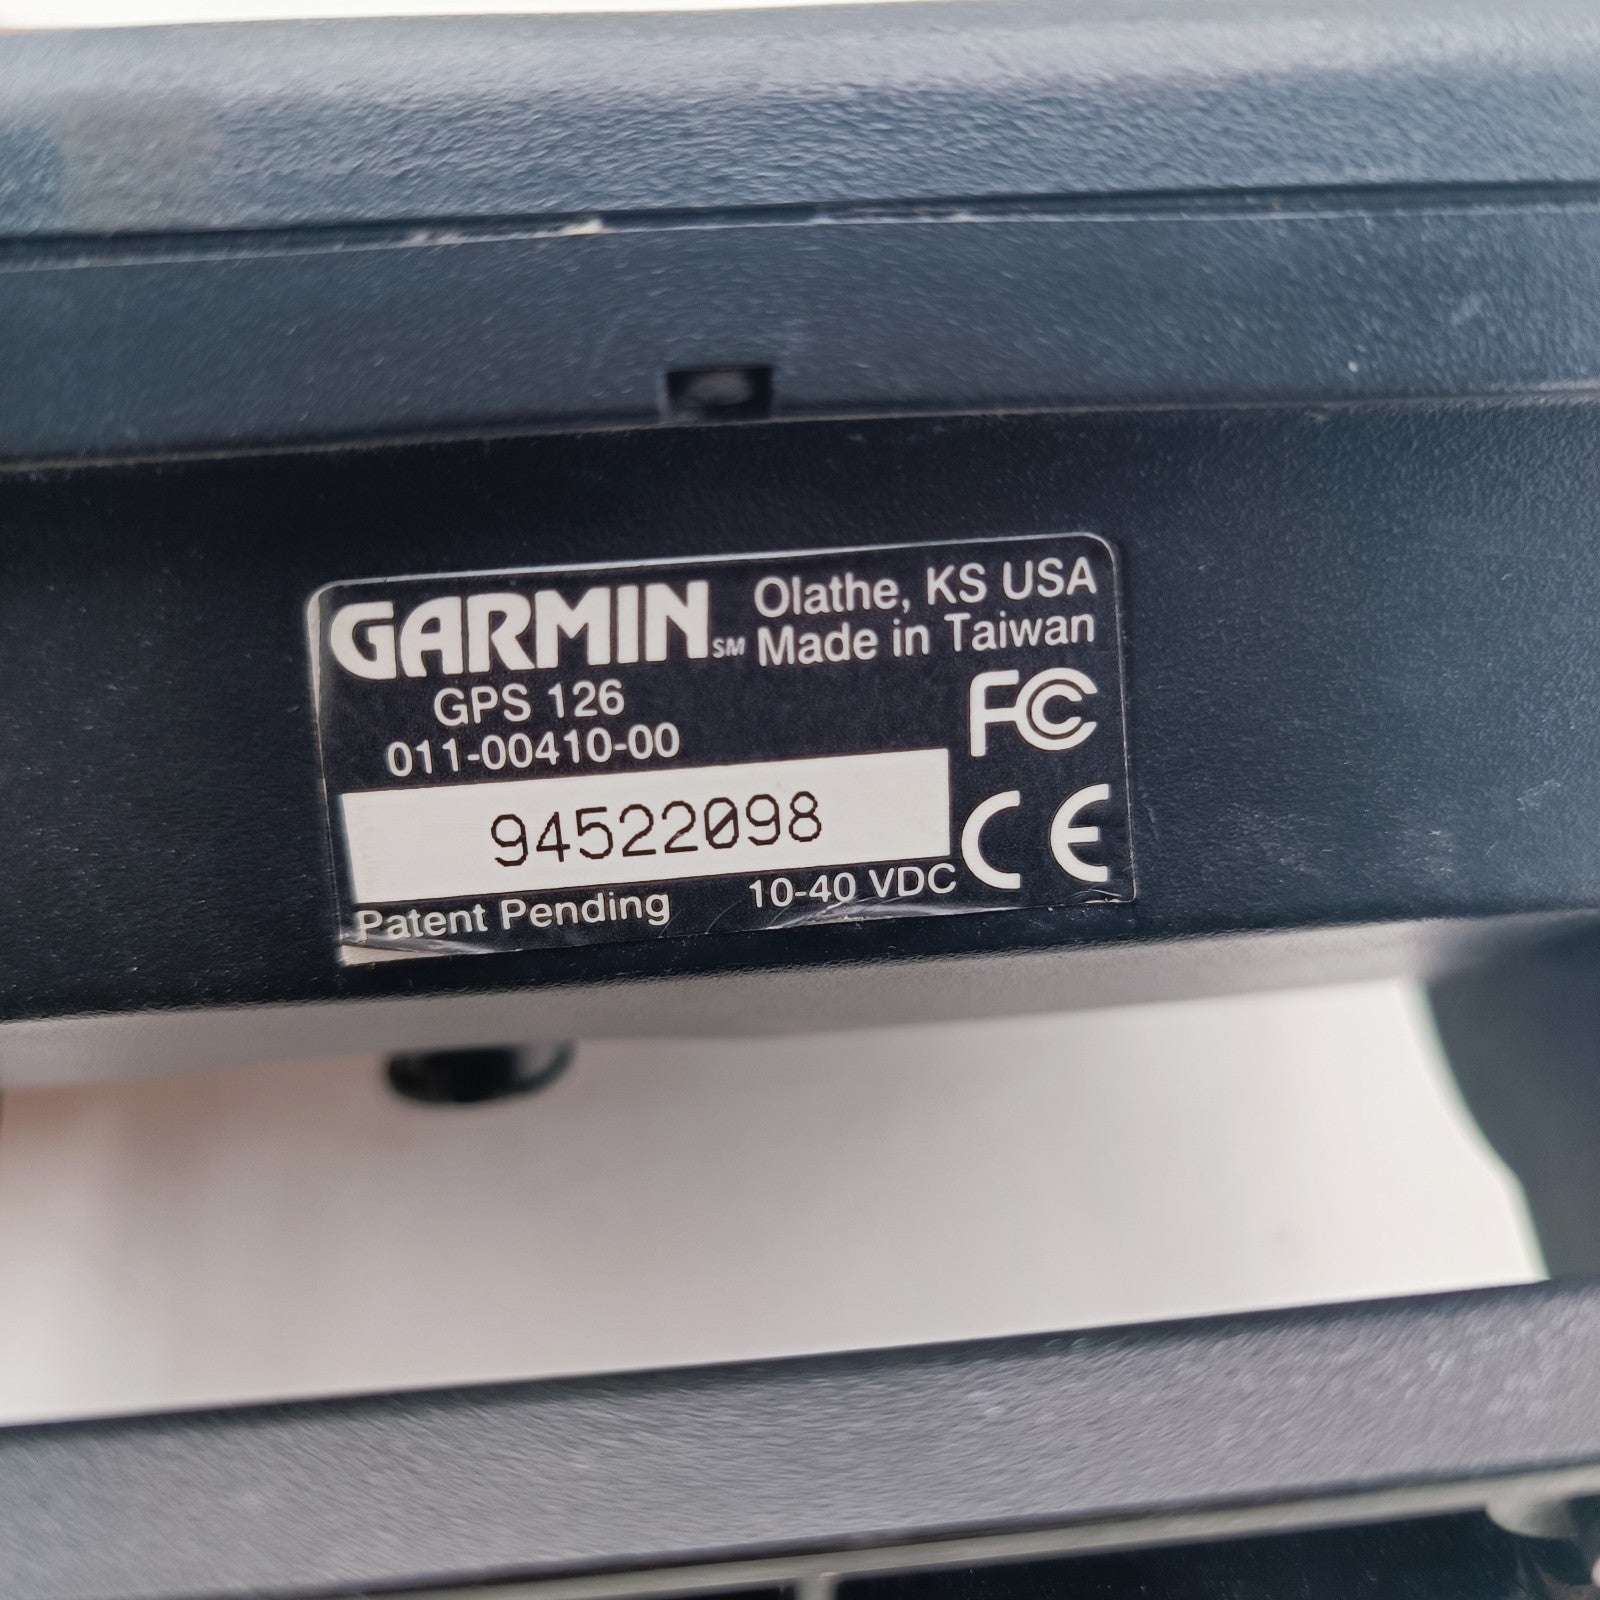 GARMIN SM Olathe, KS USA
Made in Taiwan
GPS 126
011-00410-00
FC
94522098
CE
Patent Pending 10-40 VDC